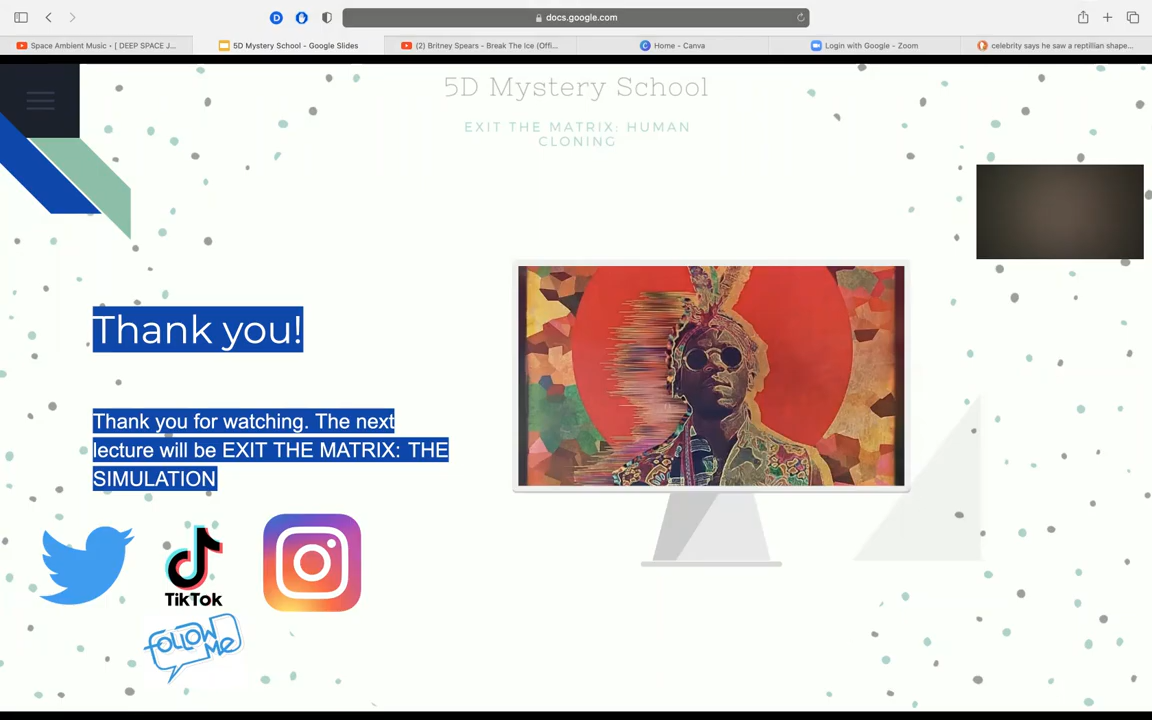 docs.google.com
Space Ambient Music - [ DEEP SPACE J...
5D Mystery School - Google Slides
(2) Britney Spears - Break The Ice (Offi...
Home - Canva
Login with Google - Zoom
celebrity says he saw a reptillian shape...
5D Mystery School
EXIT THE MATRIX: HUMAN
CLONING
Thank you!
Thank you for watching. The next
lecture will be EXIT THE MATRIX: THE
SIMULATION
TikTok
FOLLOW
Me